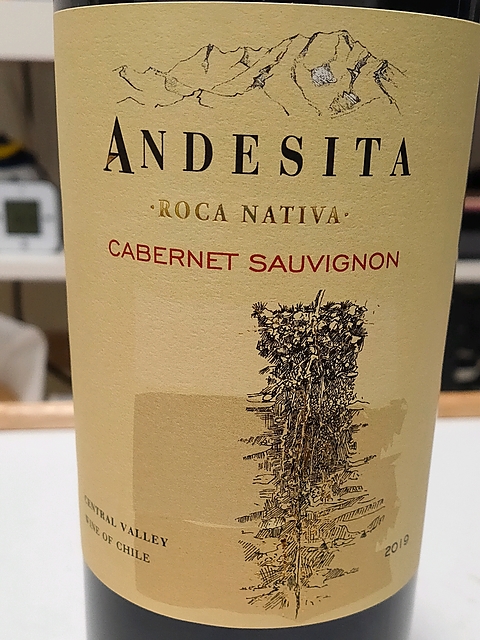 ANDESITA
·ROCA NATIVA·
CABERNET SAUVIGNON
CENTRAL VALLEY
WINE OF CHILE
2019